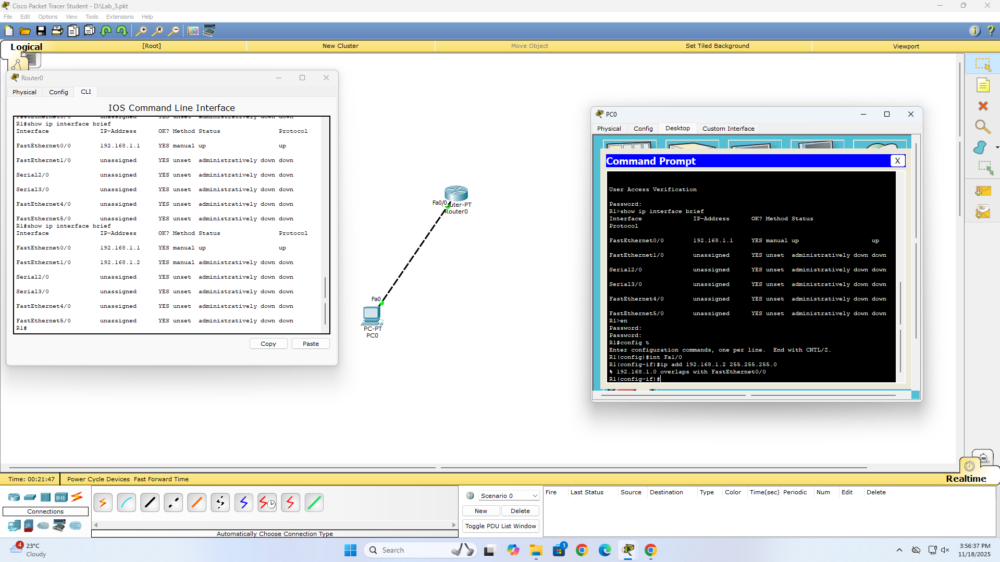 Cisco Packet Tracer Student - D:\Lab_3.pkt
File Edit Options View Tools Extensions Help
Logical [Root] New Cluster Move Object Set Tiled Background Viewport
Router0
Physical Config CLI
IOS Command Line Interface
FastEthernet5/0 unassigned YES unset administratively down down
R1#show ip interface brief
Interface IP-Address OK? Method Status Protocol
FastEthernet0/0 192.168.1.1 YES manual up up
FastEthernet1/0 unassigned YES unset administratively down down
Serial2/0 unassigned YES unset administratively down down
Serial3/0 unassigned YES unset administratively down down
FastEthernet4/0 unassigned YES unset administratively down down
FastEthernet5/0 unassigned YES unset administratively down down
R1#show ip interface brief
Interface IP-Address OK? Method Status Protocol
FastEthernet0/0 192.168.1.1 YES manual up up
FastEthernet1/0 192.168.1.2 YES manual administratively down down
Serial2/0 unassigned YES unset administratively down down
Serial3/0 unassigned YES unset administratively down down
FastEthernet4/0 unassigned YES unset administratively down down
FastEthernet5/0 unassigned YES unset administratively down down
R1#
Copy Paste
Fa0/0
Router-PT
Router0
Fa0
PC-PT
PC0
PC0
Physical Config Desktop Custom Interface
Command Prompt X
User Access Verification
Password:
R1>show ip interface brief
Interface IP-Address OK? Method Status
Protocol
FastEthernet0/0 192.168.1.1 YES manual up up
FastEthernet1/0 unassigned YES unset administratively down down
Serial2/0 unassigned YES unset administratively down down
Serial3/0 unassigned YES unset administratively down down
FastEthernet4/0 unassigned YES unset administratively down down
FastEthernet5/0 unassigned YES unset administratively down down
R1>en
Password:
Password:
R1#config t
Enter configuration commands, one per line. End with CNTL/Z.
R1(config)#int Fa1/0
R1(config-if)#ip add 192.168.1.2 255.255.255.0
% 192.168.1.0 overlaps with FastEthernet0/0
R1(config-if)#
Time: 00:21:47 Power Cycle Devices Fast Forward Time
Realtime
Connections
Automatically Choose Connection Type
Scenario 0
New Delete
Toggle PDU List Window
Fire Last Status Source Destination Type Color Time(sec) Periodic Num Edit Delete
4
23°C
Cloudy
Search
1
3:56:37 PM
11/18/2025